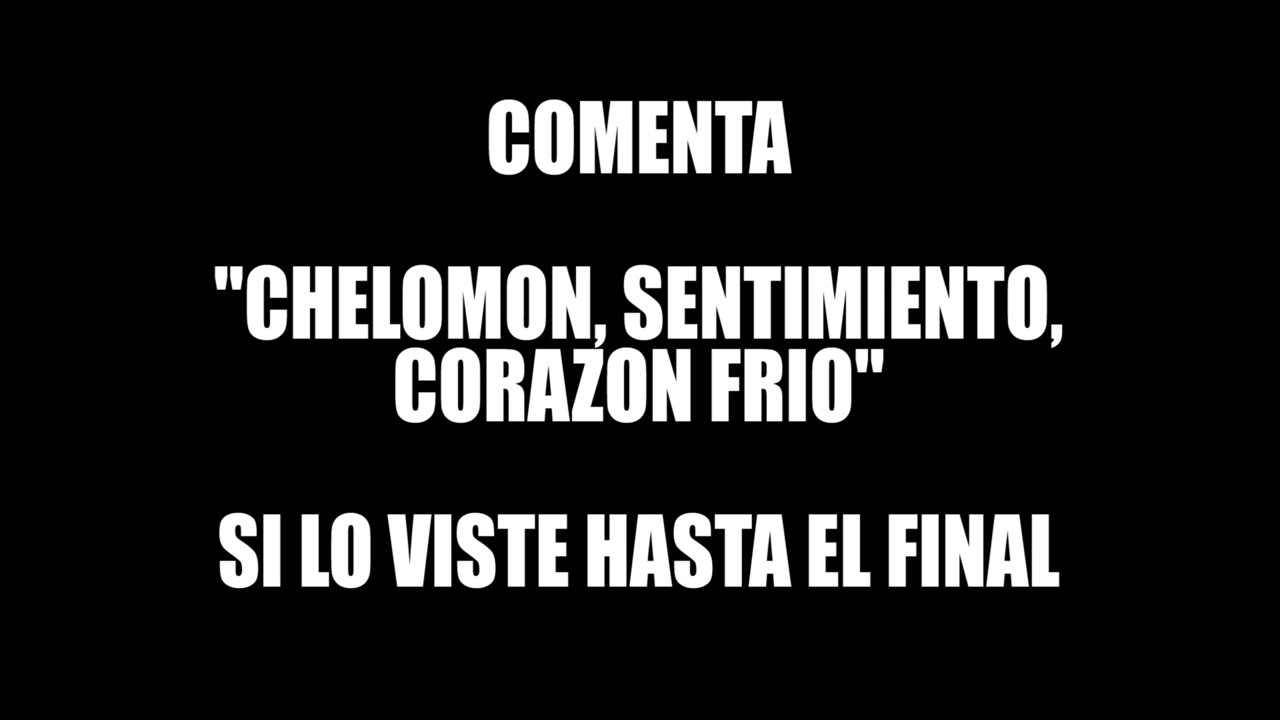 COMENTA
"CHELOMON, SENTIMIENTO,
CORAZON FRIO"
SI LO VISTE HASTA EL FINAL